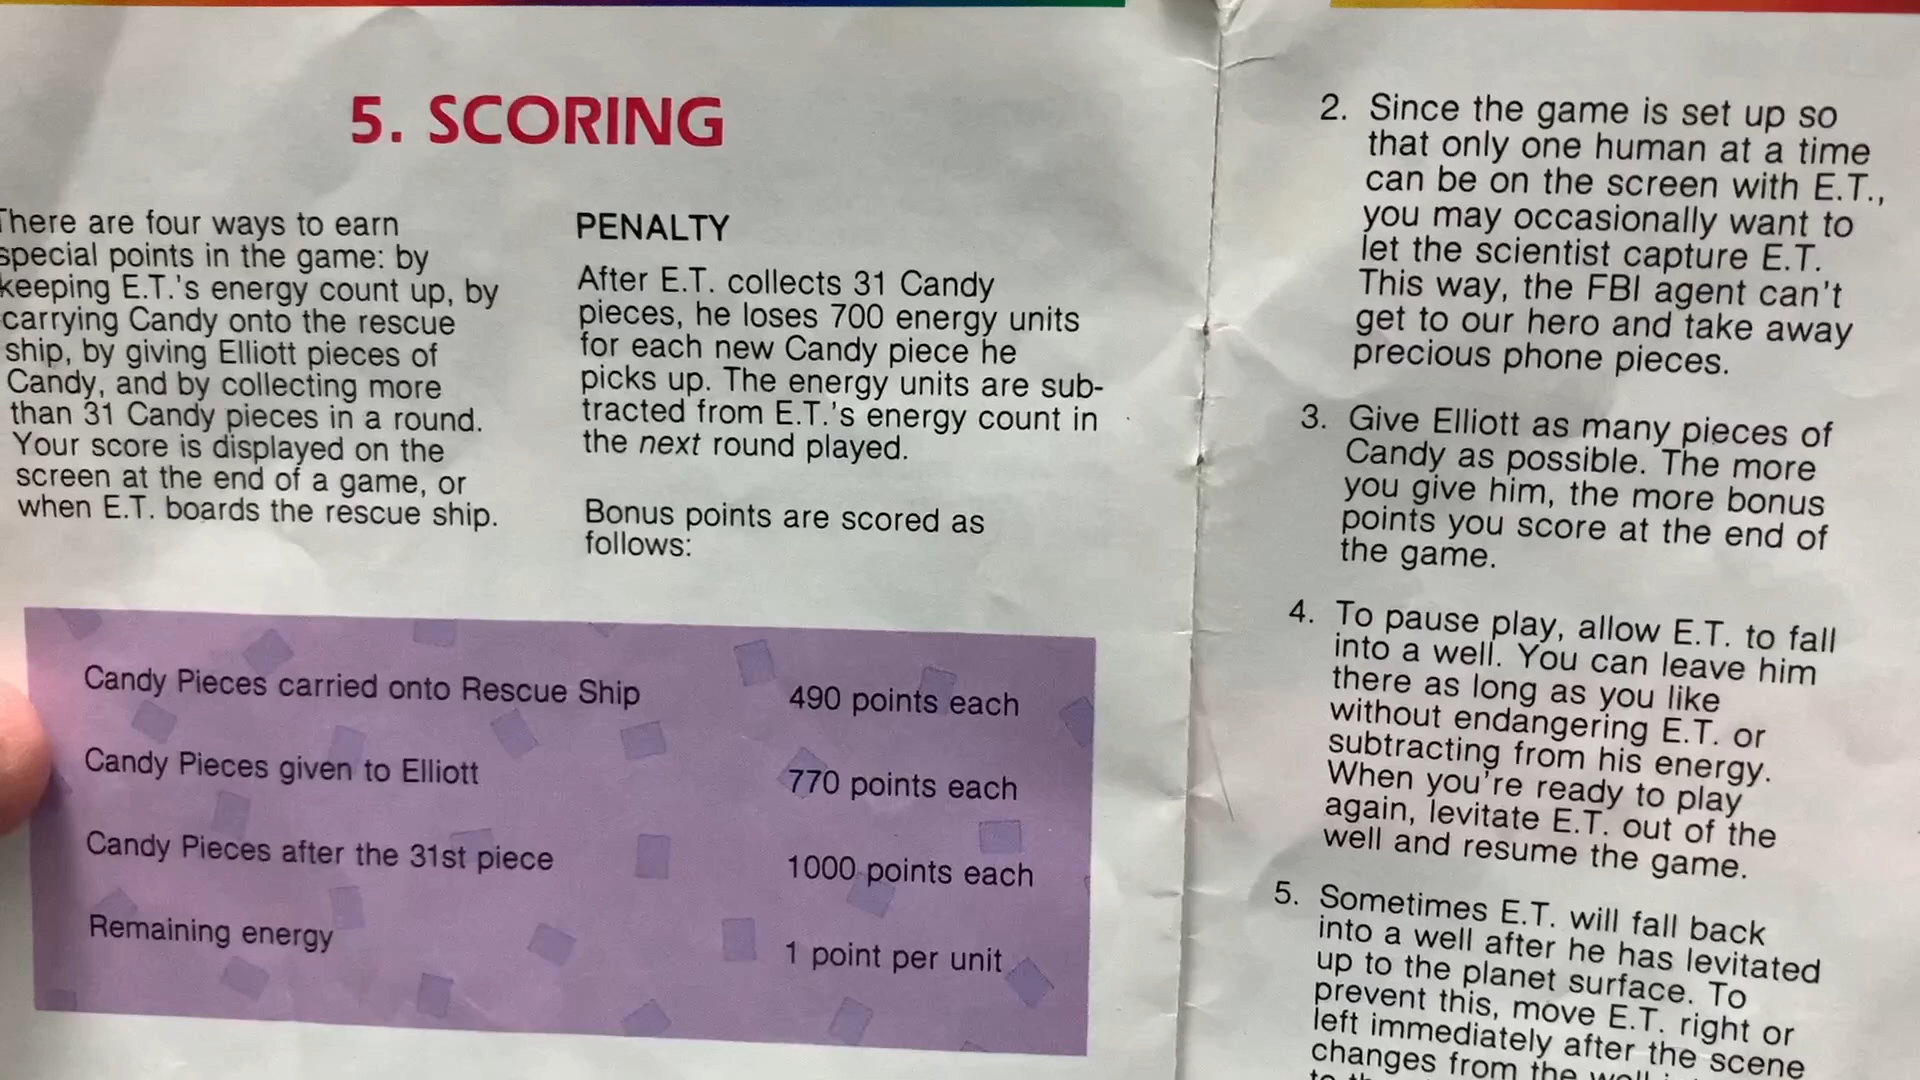 5. SCORING
There are four ways to earn
special points in the game: by
keeping E.T.'s energy count up, by
carrying Candy onto the rescue
ship, by giving Elliott pieces of
Candy, and by collecting more
than 31 Candy pieces in a round.
Your score is displayed on the
screen at the end of a game, or
when E.T. boards the rescue ship.
PENALTY
After E.T. collects 31 Candy
pieces, he loses 700 energy units
for each new Candy piece he
picks up. The energy units are sub-
tracted from E.T.'s energy count in
the next round played.
Bonus points are scored as
follows:
Candy Pieces carried onto Rescue Ship 490 points each
Candy Pieces given to Elliott 770 points each
Candy Pieces after the 31st piece 1000 points each
Remaining energy 1 point per unit
2. Since the game is set up so
that only one human at a time
can be on the screen with E.T.,
you may occasionally want to
let the scientist capture E.T.
This way, the FBI agent can't
get to our hero and take away
precious phone pieces.
3. Give Elliott as many pieces of
Candy as possible. The more
you give him, the more bonus
points you score at the end of
the game.
4. To pause play, allow E.T. to fall
into a well. You can leave him
there as long as you like
without endangering E.T. or
subtracting from his energy.
When you're ready to play
again, levitate E.T. out of the
well and resume the game.
5. Sometimes E.T. will fall back
into a well after he has levitated
up to the planet surface. To
prevent this, move E.T. right or
left immediately after the scene
changes from the well